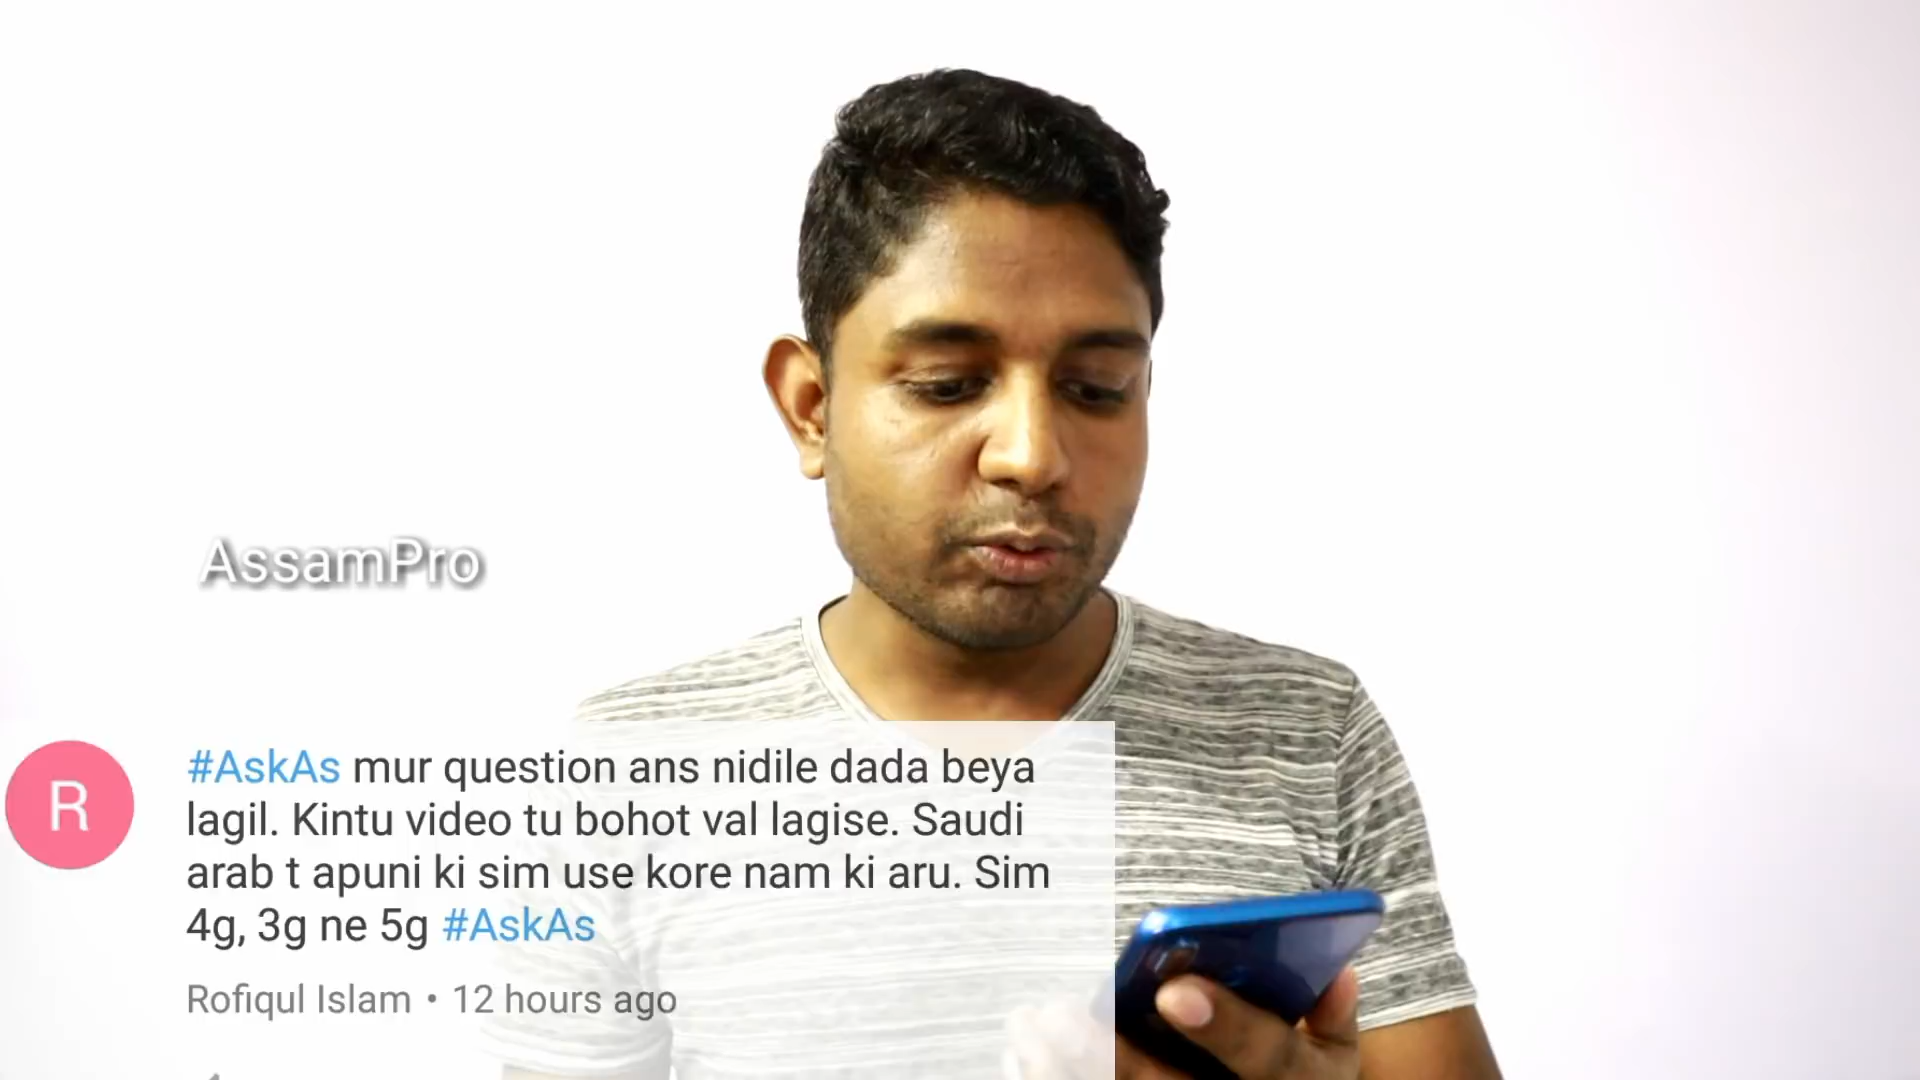 AssamPro
R
#AskAs mur question ans nidile dada beya
lagil. Kintu video tu bohot val lagise. Saudi
arab t apuni ki sim use kore nam ki aru. Sim
4g, 3g ne 5g #AskAs
Rofiqul Islam • 12 hours ago